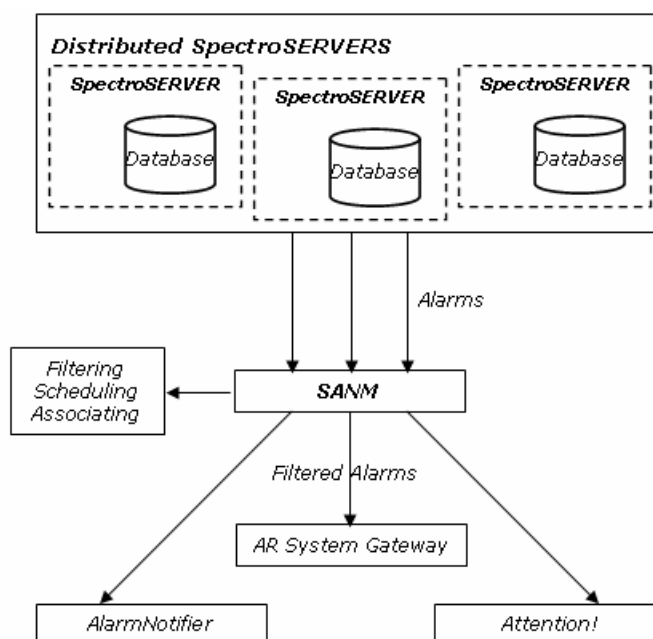 Distributed SpectroSERVERS
SpectroSERVER
SpectroSERVER
SpectroSERVER
Database
Database
Database
Alarms
Filtering
Scheduling
Associating
SANM
Filtered Alarms
AR System Gateway
AlarmNotifier
Attention!